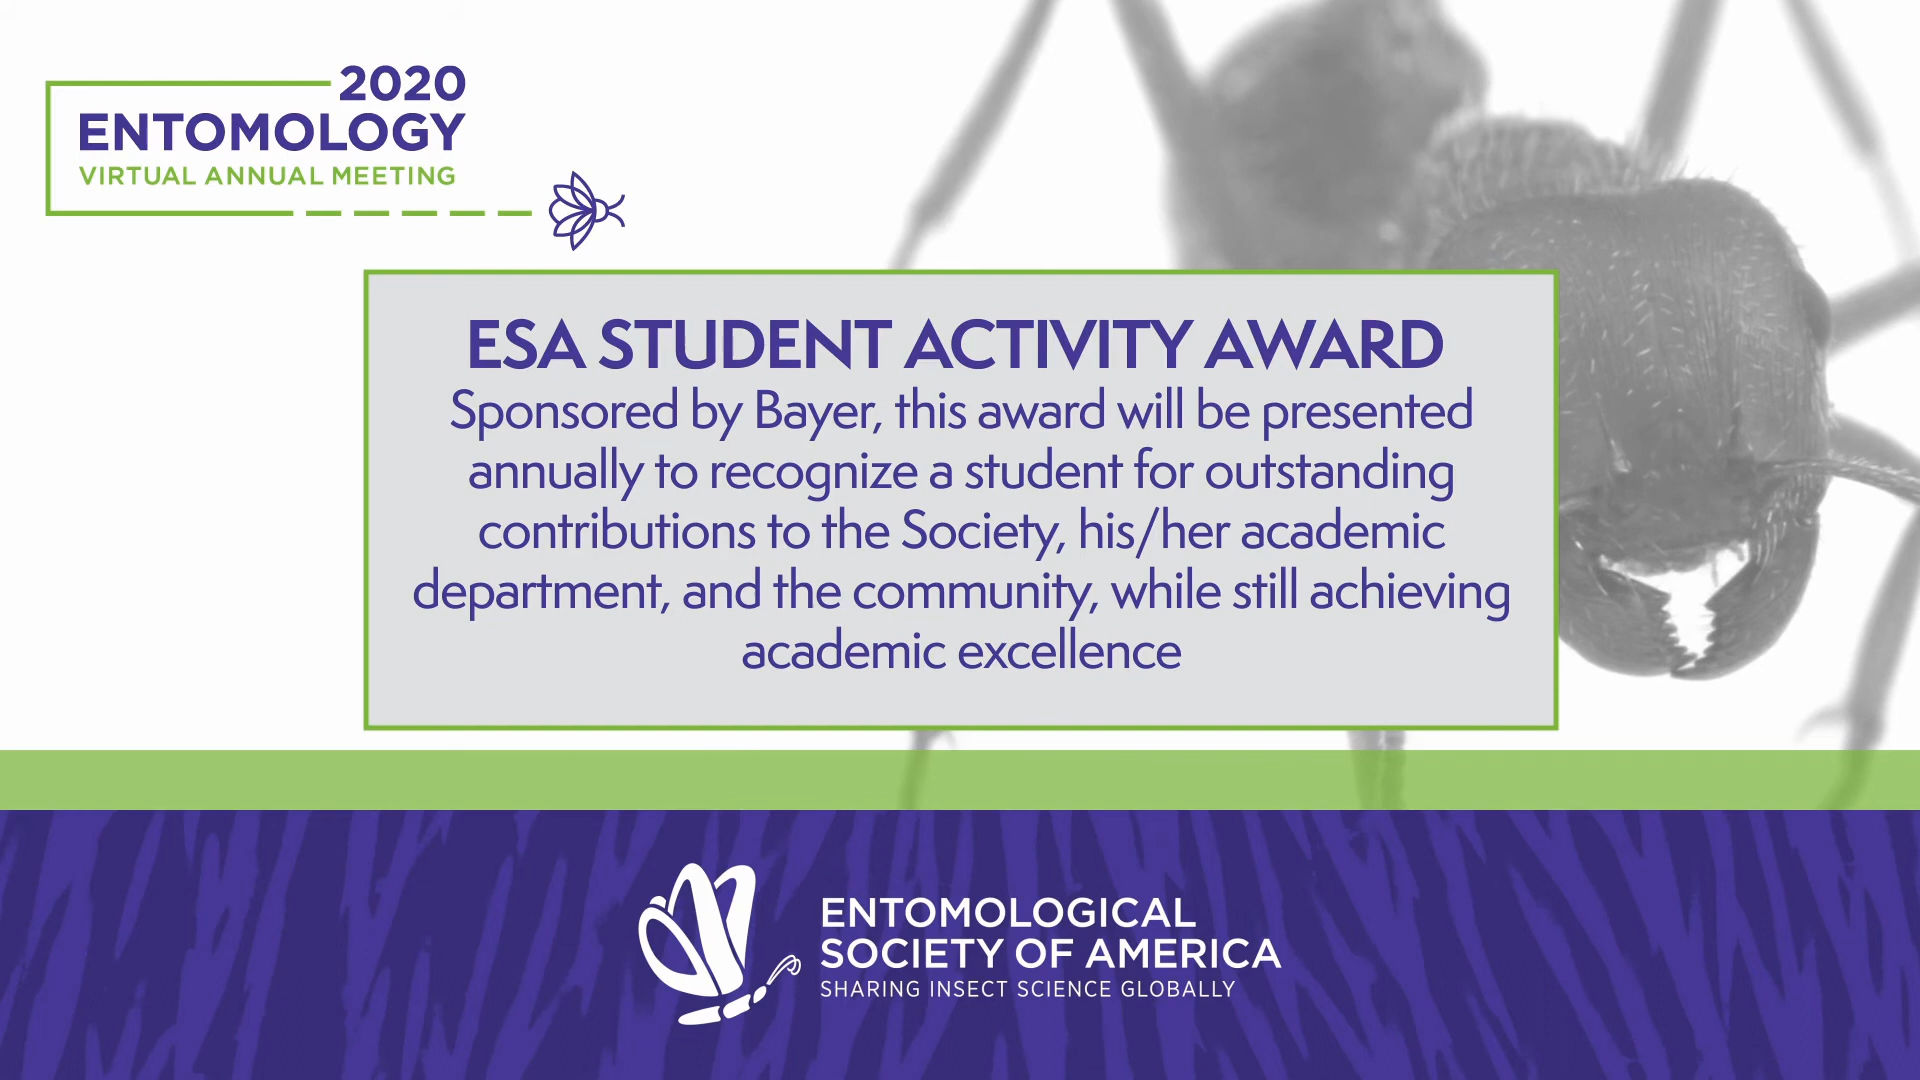 2020
ENTOMOLOGY
VIRTUAL ANNUAL MEETING
ESA STUDENT ACTIVITY AWARD
Sponsored by Bayer, this award will be presented
annually to recognize a student for outstanding
contributions to the Society, his/her academic
department, and the community, while still achieving
academic excellence
ENTOMOLOGICAL
SOCIETY OF AMERICA
SHARING INSECT SCIENCE GLOBALLY